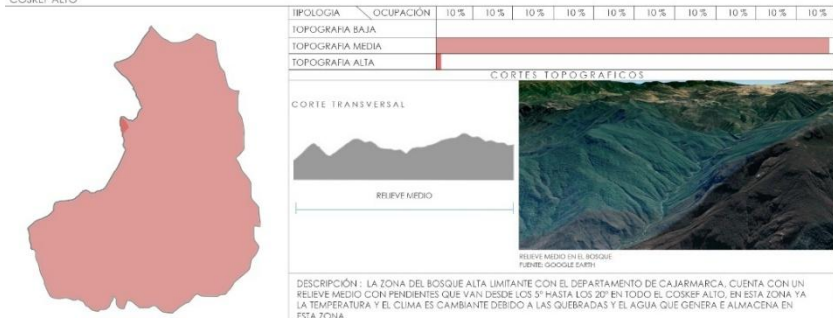 COSKEF ALTO
TIPOLOGIA OCUPACIÓN 10 % 10 % 10 % 10 % 10 % 10 % 10 % 10 % 10 % 10 %
TOPOGRAFIA BAJA
TOPOGRAFIA MEDIA
TOPOGRAFIA ALTA
CORTES TOPOGRAFICOS
CORTE TRANSVERSAL
RELIEVE MEDIO
RELIEVE MEDIO EN EL BOSQUE
FUENTE: GOOGLE EARTH
DESCRIPCIÓN : LA ZONA DEL BOSQUE ALTA LIMITANTE CON EL DEPARTAMENTO DE CAJARMARCA, CUENTA CON UN
RELIEVE MEDIO CON PENDIENTES QUE VAN DESDE LOS 5° HASTA LOS 20° EN TODO EL COSKEF ALTO, EN ESTA ZONA YA
LA TEMPERATURA Y EL CLIMA ES CAMBIANTE DEBIDO A LAS QUEBRADAS Y EL AGUA QUE GENERA E ALMACENA EN
ESTA ZONA